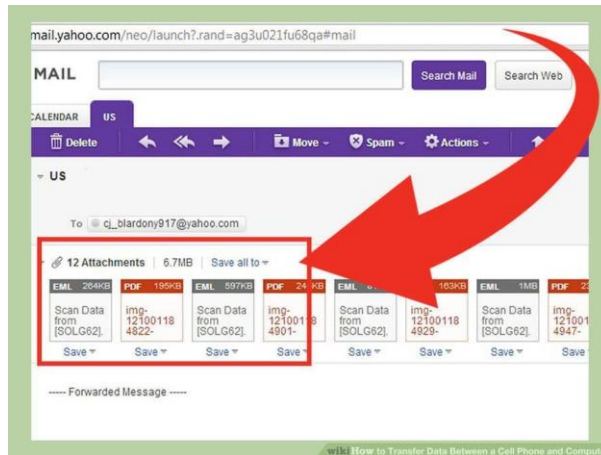 mail.yahoo.com/neo/launch?.rand=ag3u021fu68qa#mail
MAIL Search Mail Search Web
CALENDAR US
Delete Move Spam Actions
US
To cj_blardony917@yahoo.com
12 Attachments 6.7MB Save all to
EML 264KB PDF 195KB EML 597KB PDF EML 163KB EML 1MB PDF
Scan Data img- Scan Data img- Scan Data img- Scan Data img-
from 12100118 from 12100118 from 12100118 from 121001
[SOLG62]. 4822- [SOLG62]. 4901- [SOLG62]. 4929- [SOLG62]. 4947-
Save Save Save Save Save Save Save Save
----- Forwarded Message -----
wikiHow to Transfer Data Between a Cell Phone and Comput